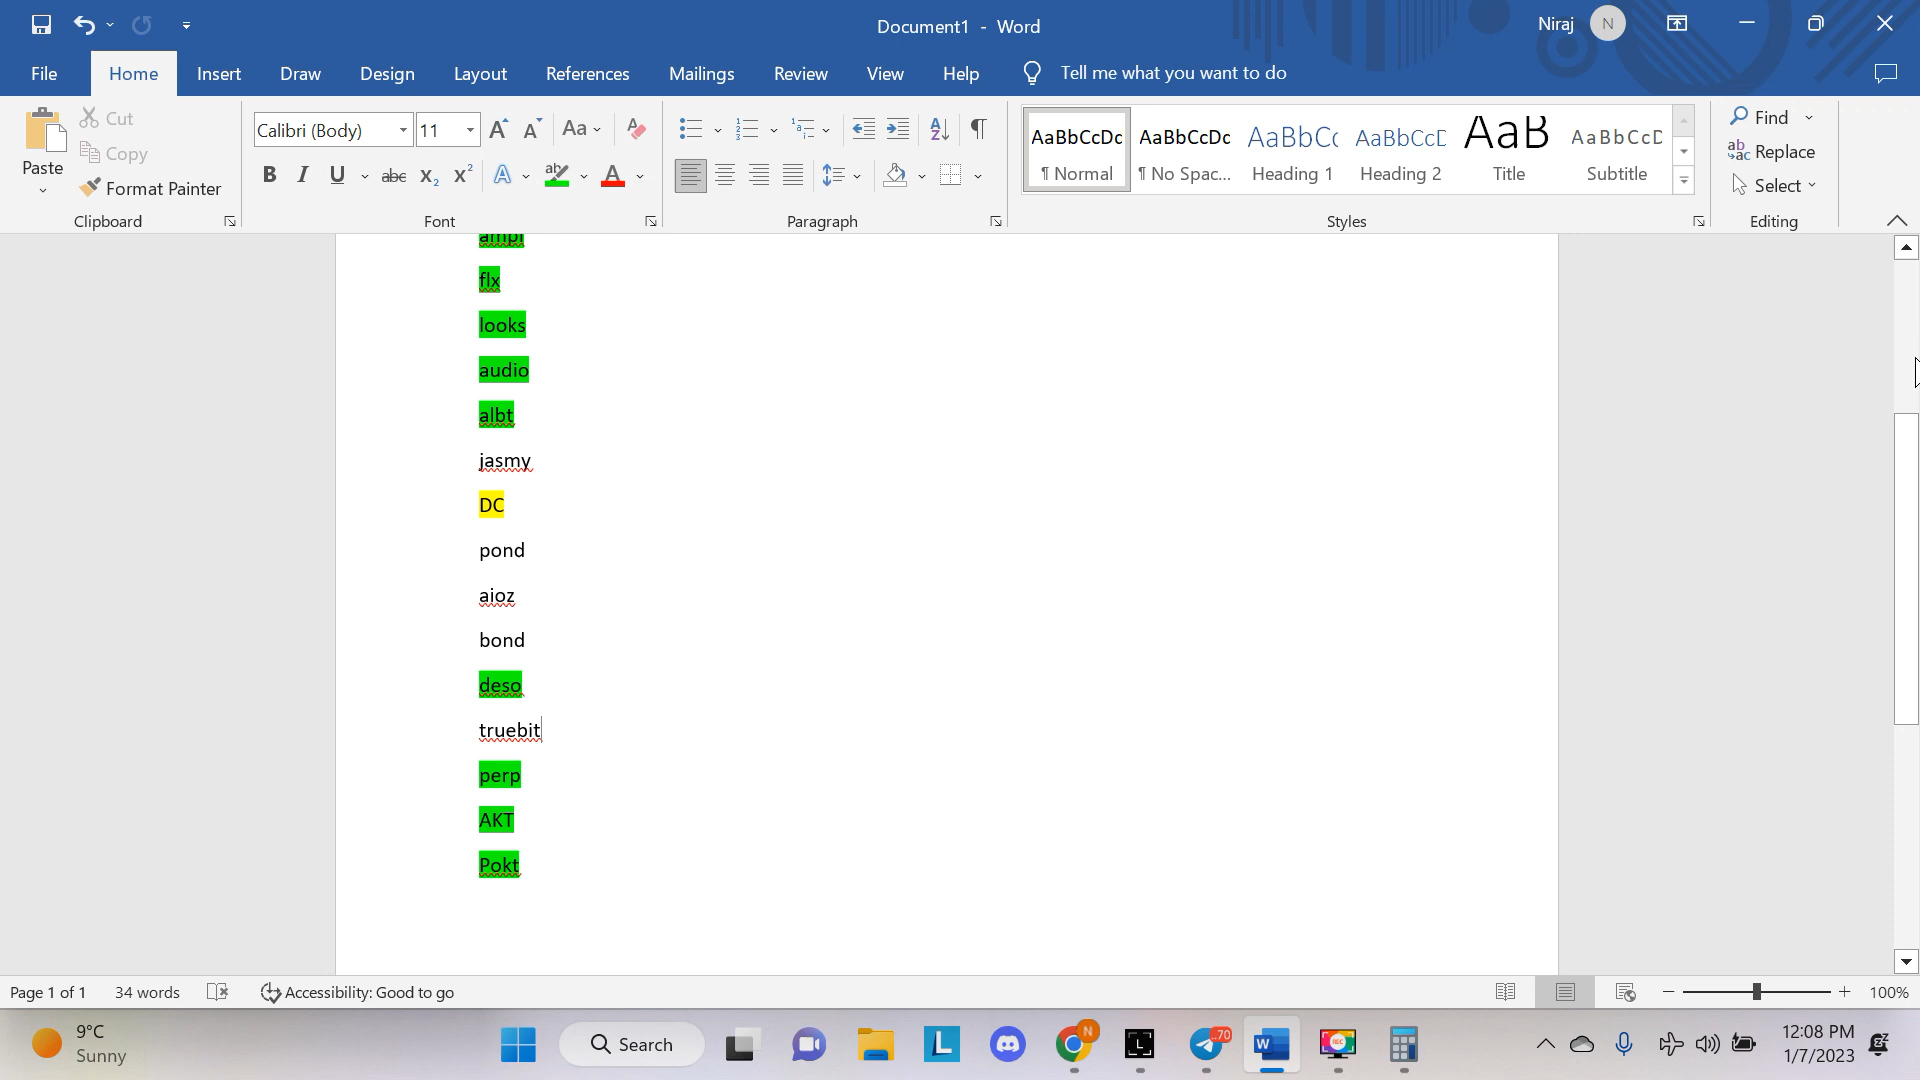 Document1 - Word
Niraj
N
File
Home
Insert
Draw
Design
Layout
References
Mailings
Review
View
Help
Tell me what you want to do
Paste
Cut
Copy
Format Painter
Clipboard
Calibri (Body)
11
Aa
Font
Paragraph
AaBbCcDc
¶ Normal
AaBbCcDc
¶ No Spac...
AaBbCc
Heading 1
AaBbCcD
Heading 2
AaB
Title
AaBbCcD
Subtitle
Styles
Find
Replace
Select
Editing
ampl
flx
looks
audio
albt
jasmy
DC
pond
aioz
bond
deso
truebit
perp
AKT
Pokt
Page 1 of 1
34 words
Accessibility: Good to go
100%
9°C
Sunny
Search
70
12:08 PM
1/7/2023